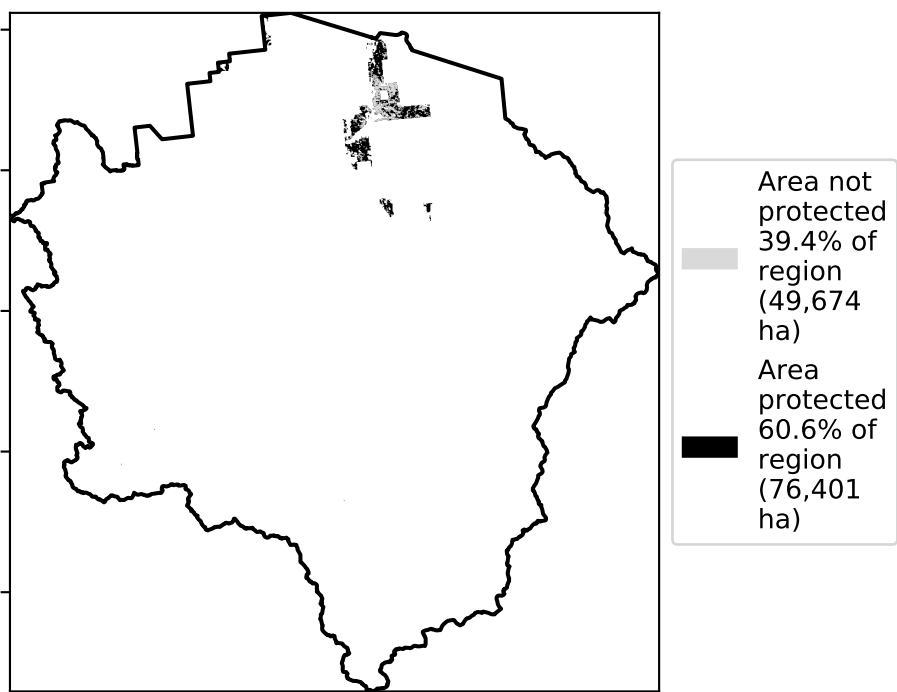 Area not
protected
39.4% of
region
(49,674
ha)
Area
protected
60.6% of
region
(76,401
ha)